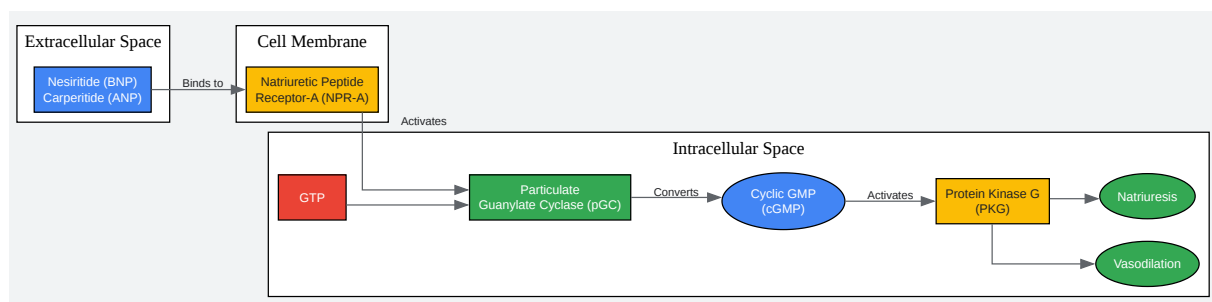 Extracellular Space
Cell Membrane
Nesiritide (BNP)
Carperitide (ANP)
Binds to
Natriuretic Peptide
Receptor-A (NPR-A)
Activates
Intracellular Space
GTP
Particulate
Guanylate Cyclase (pGC)
Converts
Cyclic GMP
(cGMP)
Activates
Protein Kinase G
(PKG)
Natriuresis
Vasodilation